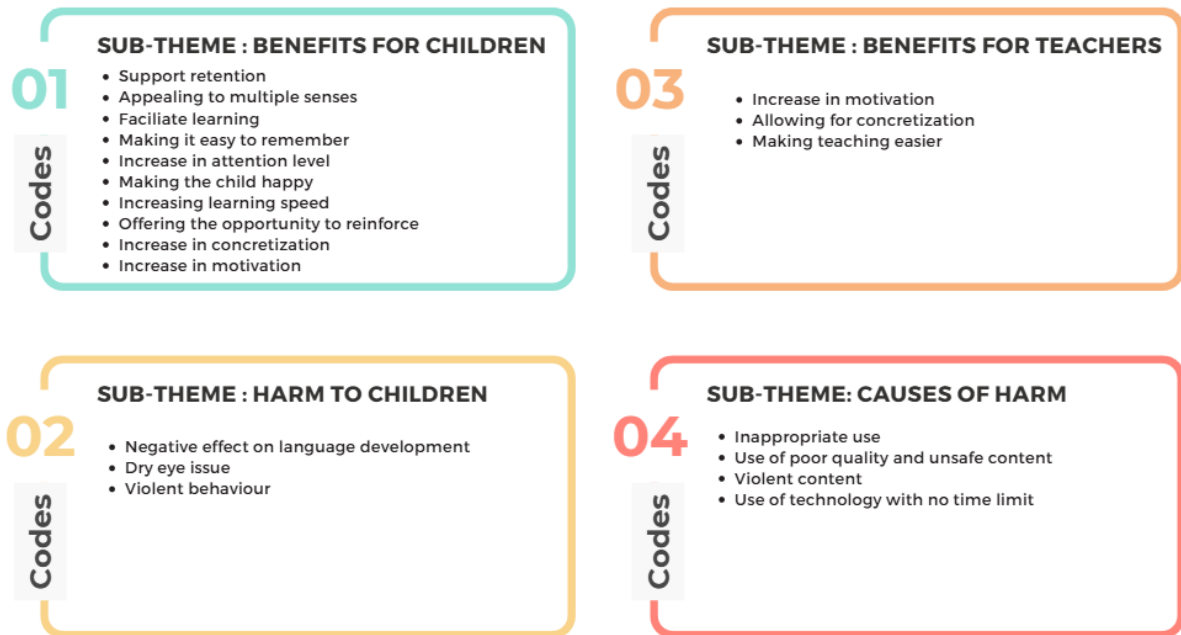 SUB-THEME : BENEFITS FOR CHILDREN
01
Codes
• Support retention
• Appealing to multiple senses
• Faciliate learning
• Making it easy to remember
• Increase in attention level
• Making the child happy
• Increasing learning speed
• Offering the opportunity to reinforce
• Increase in concretization
• Increase in motivation
SUB-THEME : HARM TO CHILDREN
02
Codes
• Negative effect on language development
• Dry eye issue
• Violent behaviour
SUB-THEME : BENEFITS FOR TEACHERS
03
Codes
• Increase in motivation
• Allowing for concretization
• Making teaching easier
SUB-THEME: CAUSES OF HARM
04
Codes
• Inappropriate use
• Use of poor quality and unsafe content
• Violent content
• Use of technology with no time limit